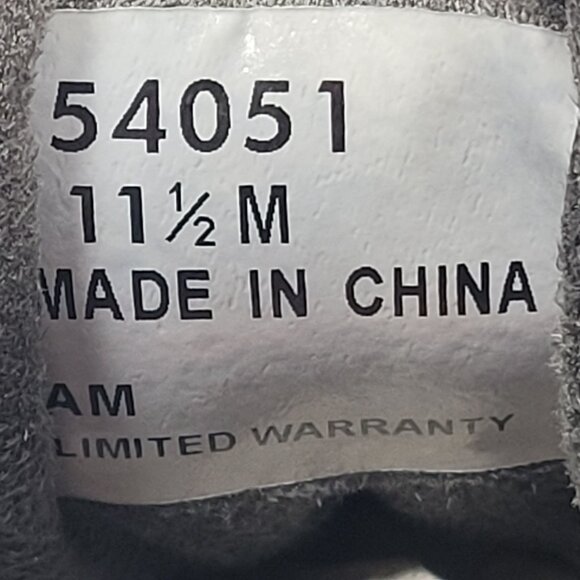 54051
11½ M
MADE IN CHINA
AM
LIMITED WARRANTY